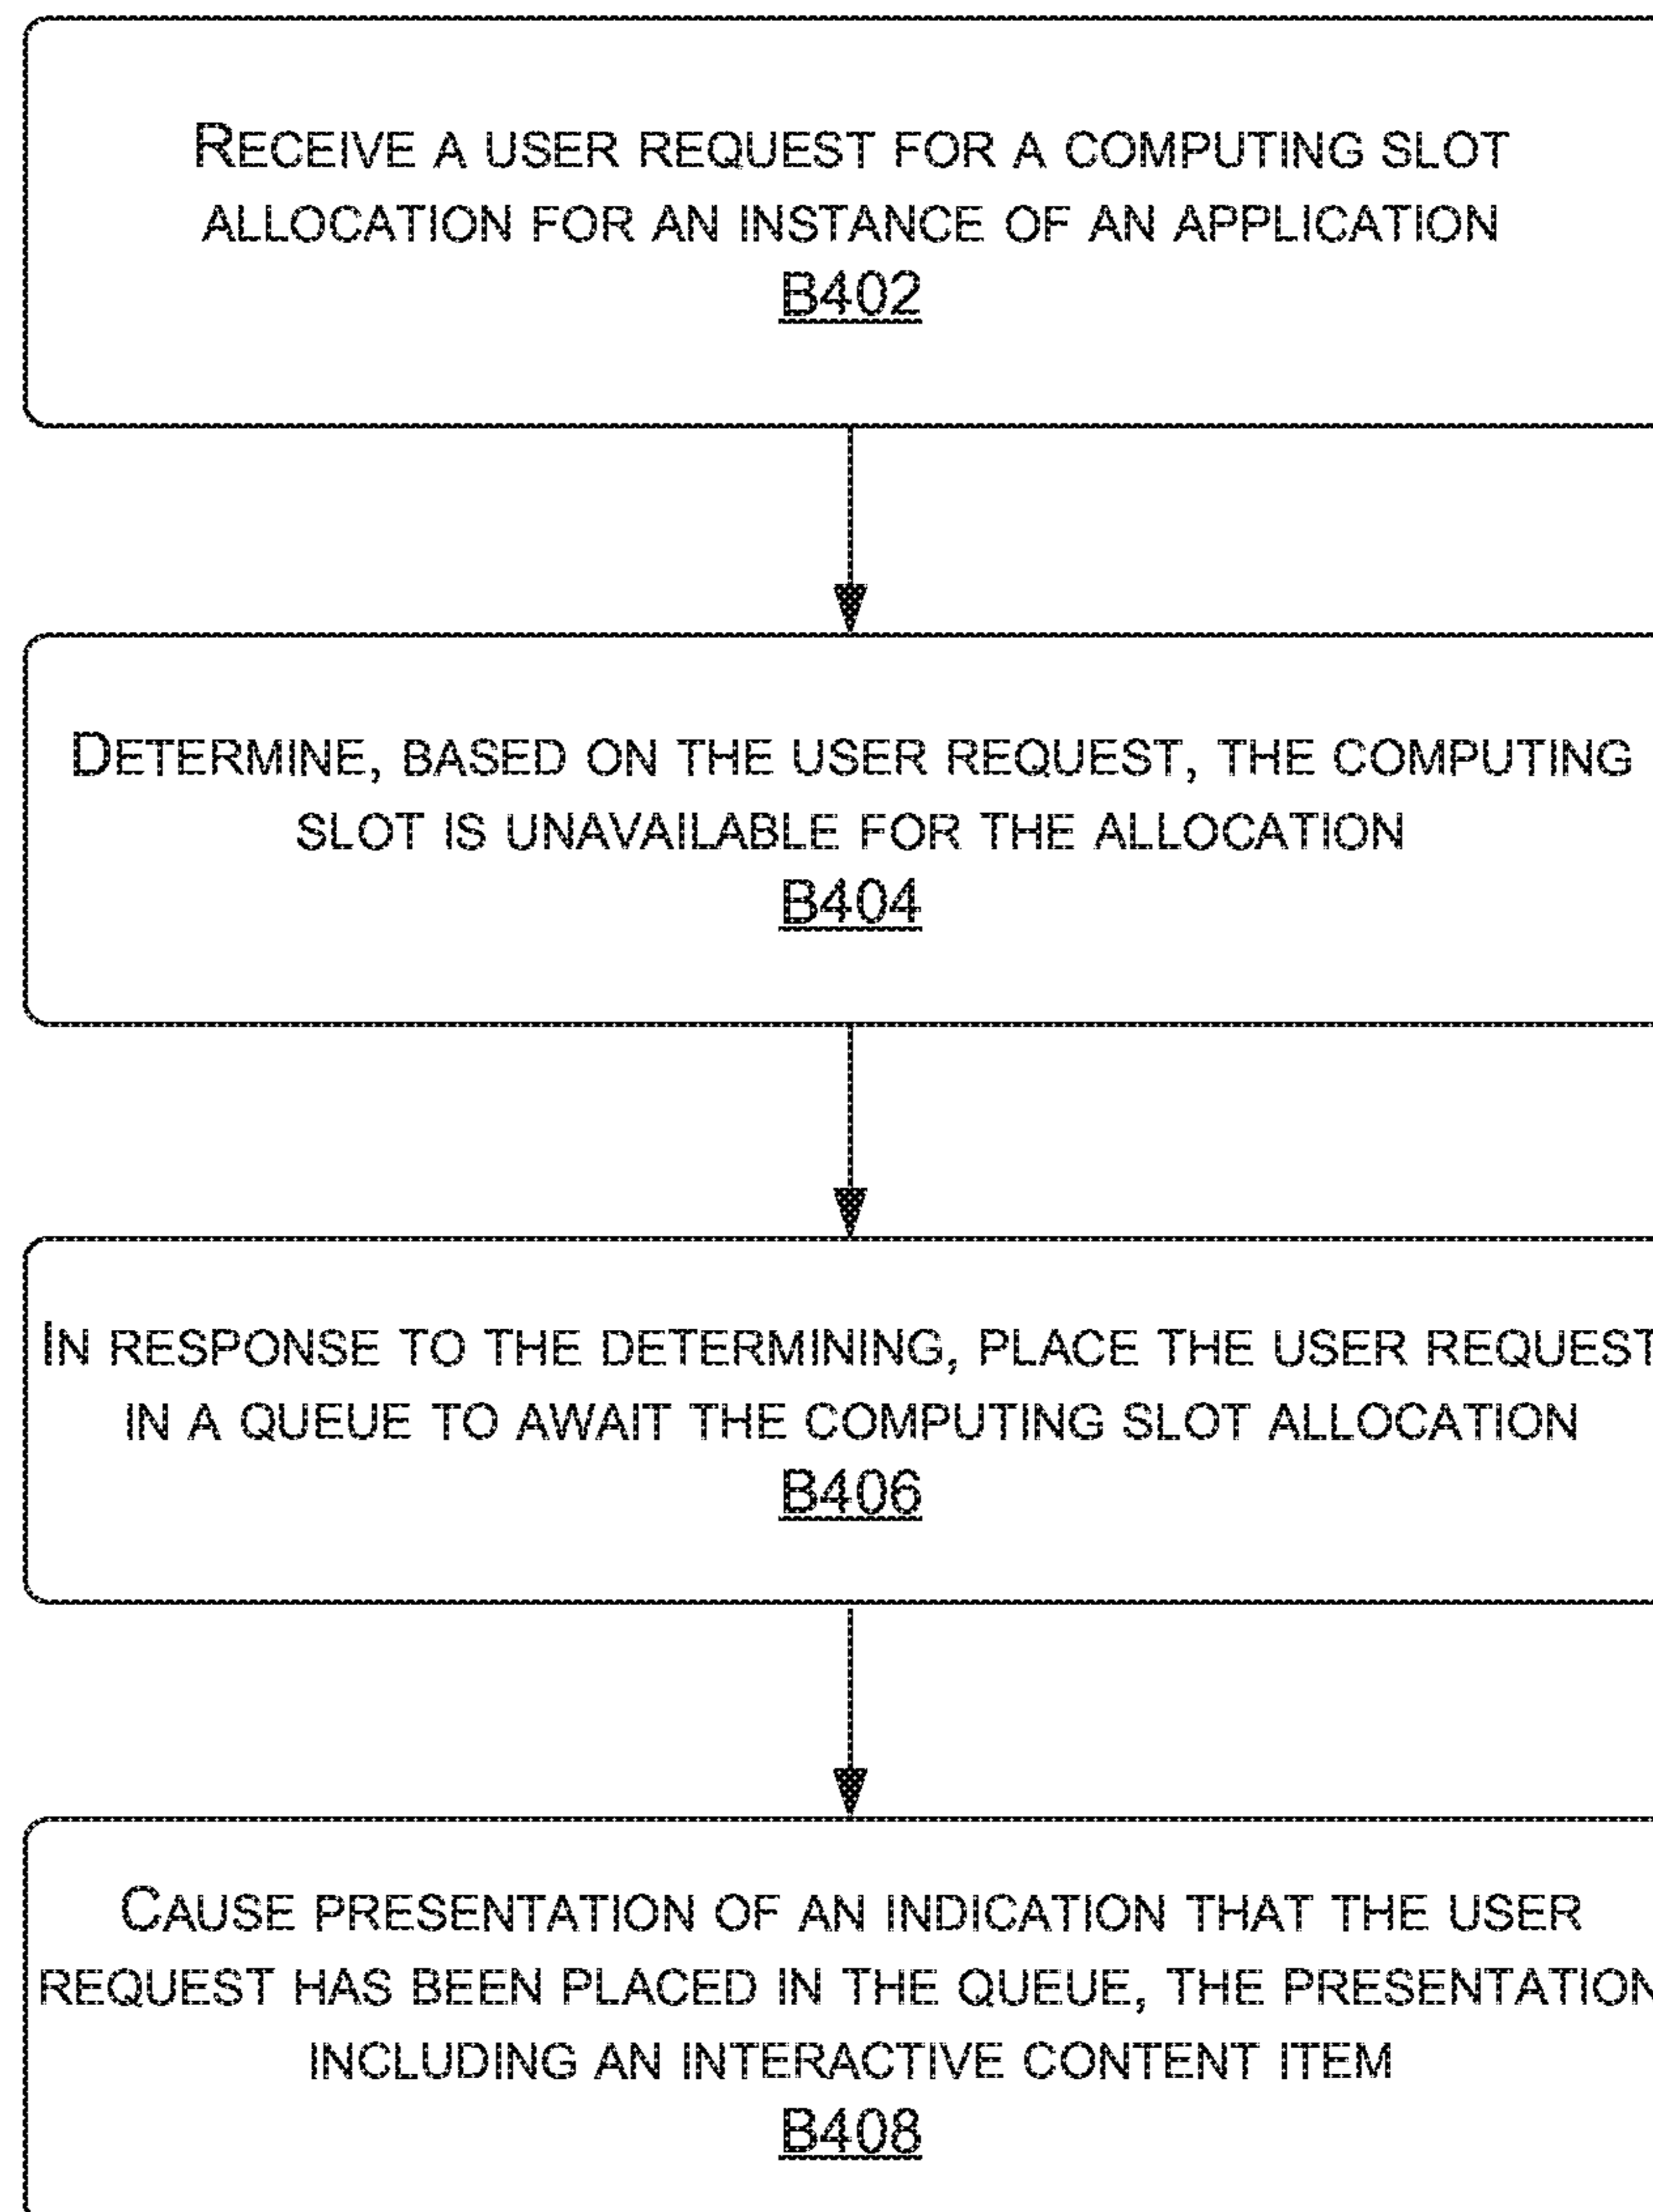 RECEIVE A USER REQUEST FOR A COMPUTING SLOT
ALLOCATION FOR AN INSTANCE OF AN APPLICATION
B402
DETERMINE, BASED ON THE USER REQUEST, THE COMPUTING
SLOT IS UNAVAILABLE FOR THE ALLOCATION
B404
IN RESPONSE TO THE DETERMINING, PLACE THE USER REQUEST
IN A QUEUE TO AWAIT THE COMPUTING SLOT ALLOCATION
B406
CAUSE PRESENTATION OF AN INDICATION THAT THE USER
REQUEST HAS BEEN PLACED IN THE QUEUE, THE PRESENTATION
INCLUDING AN INTERACTIVE CONTENT ITEM
B408